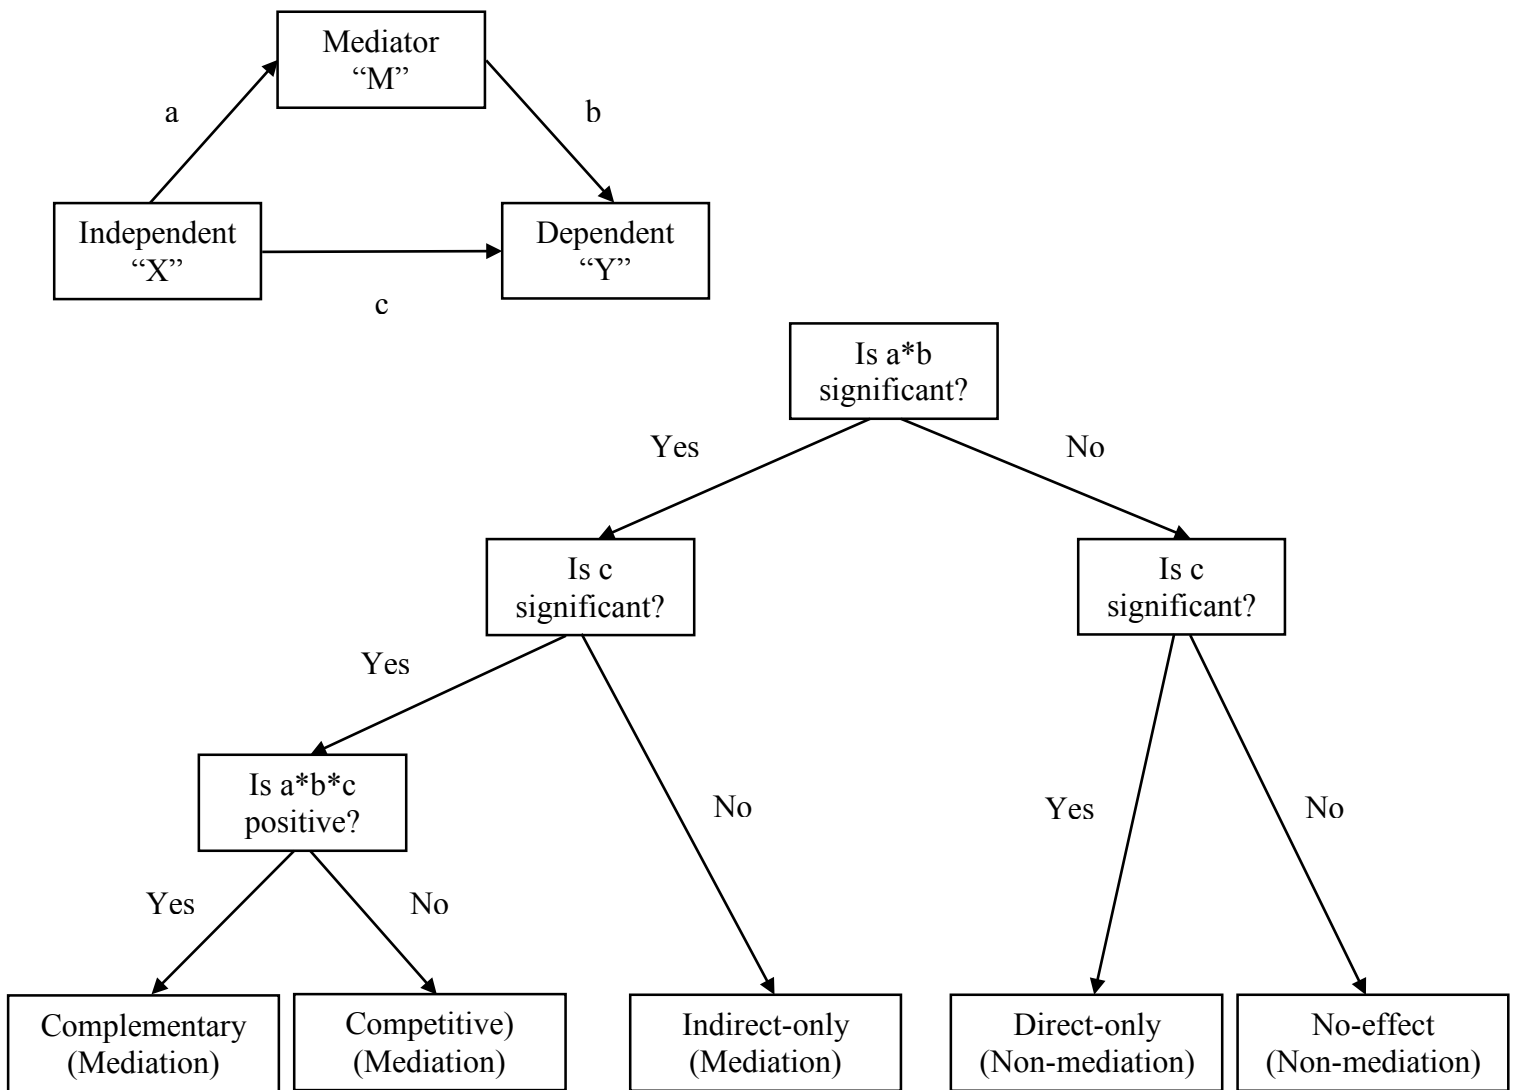 Mediator
“M”
a
b
Independent
“X”
Dependent
“Y”
c
Is a*b
significant?
Yes
No
Is c
significant?
Is c
significant?
Yes
No
Yes
No
Is a*b*c
positive?
Yes
No
Complementary
(Mediation)
Competitive)
(Mediation)
Indirect-only
(Mediation)
Direct-only
(Non-mediation)
No-effect
(Non-mediation)